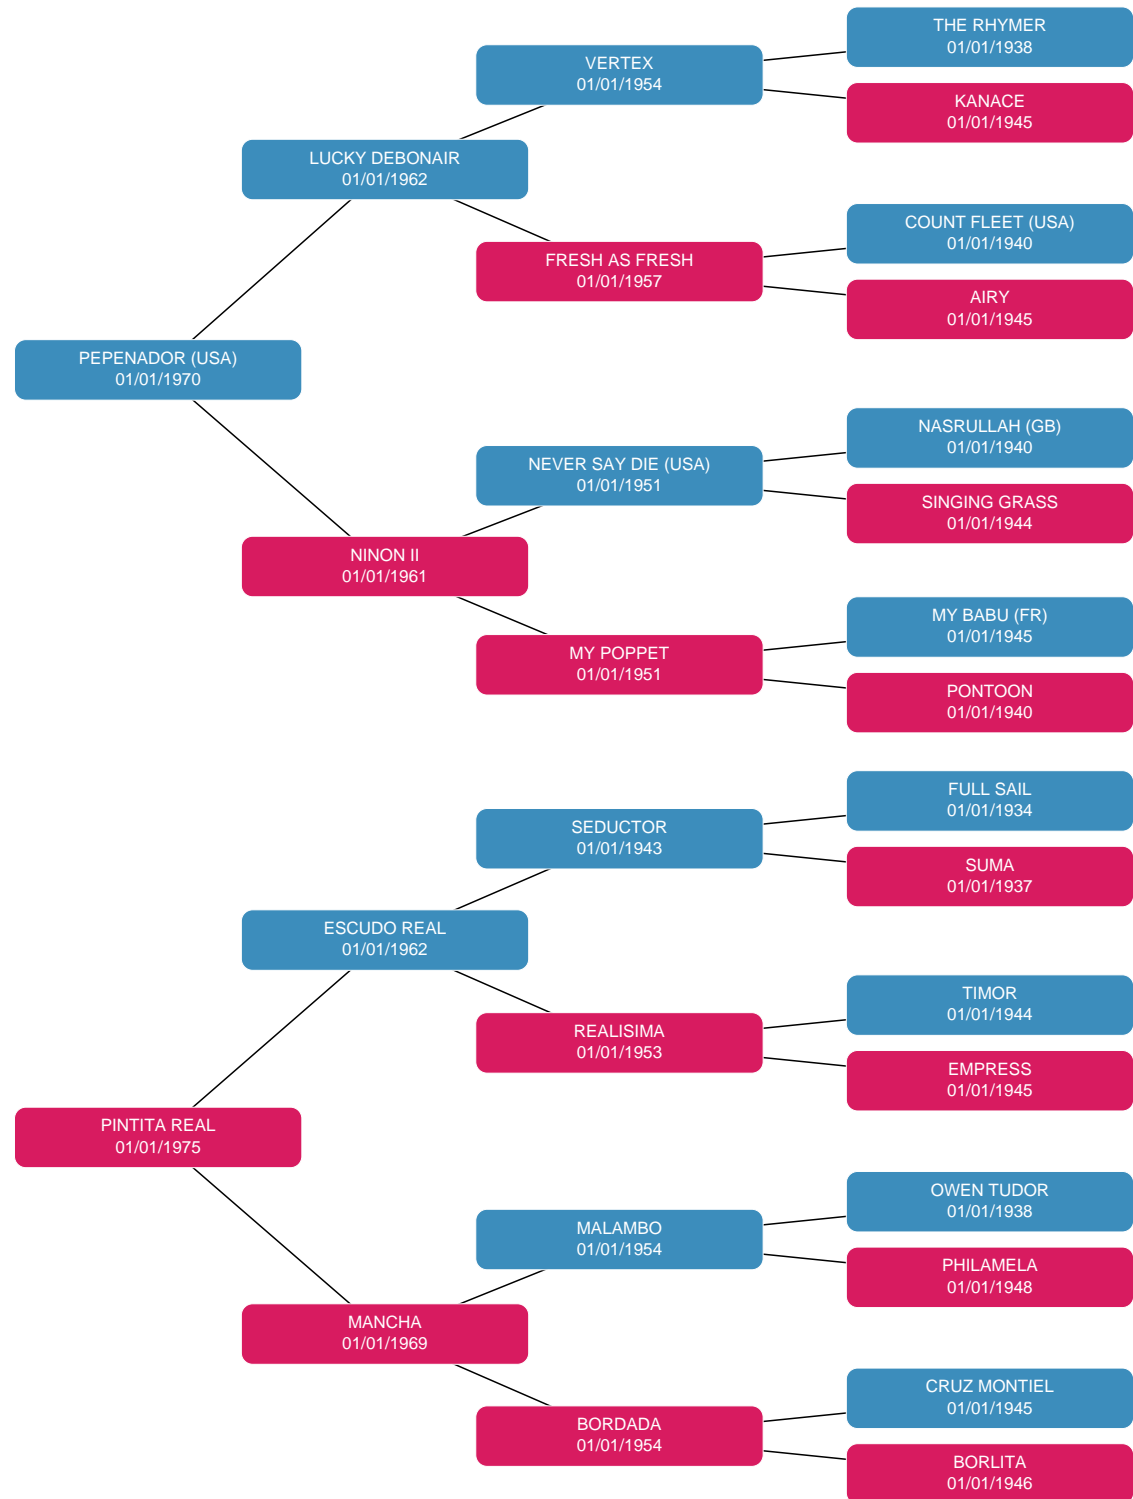 THE RHYMER
01/01/1938
VERTEX
01/01/1954
KANACE
01/01/1945
LUCKY DEBONAIR
01/01/1962
COUNT FLEET (USA)
01/01/1940
FRESH AS FRESH
01/01/1957
AIRY
01/01/1945
PEPENADOR (USA)
01/01/1970
NASRULLAH (GB)
01/01/1940
NEVER SAY DIE (USA)
01/01/1951
SINGING GRASS
01/01/1944
NINON II
01/01/1961
MY BABU (FR)
01/01/1945
MY POPPET
01/01/1951
PONTOON
01/01/1940
FULL SAIL
01/01/1934
SEDUCTOR
01/01/1943
SUMA
01/01/1937
ESCUDO REAL
01/01/1962
TIMOR
01/01/1944
REALISIMA
01/01/1953
EMPRESS
01/01/1945
PINTITA REAL
01/01/1975
OWEN TUDOR
01/01/1938
MALAMBO
01/01/1954
PHILAMELA
01/01/1948
MANCHA
01/01/1969
CRUZ MONTIEL
01/01/1945
BORDADA
01/01/1954
BORLITA
01/01/1946